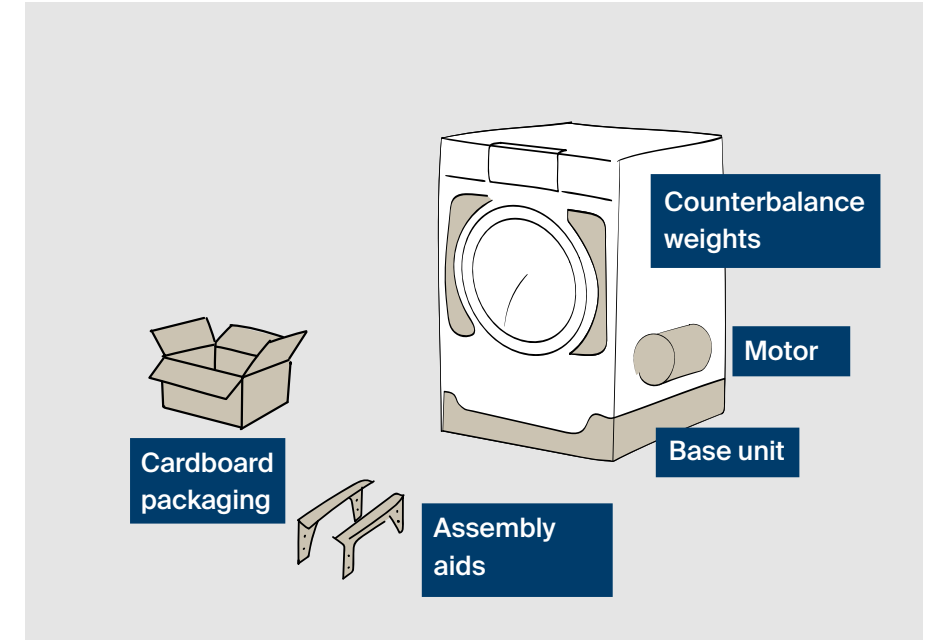 Counterbalance
weights
Motor
Base unit
Cardboard
packaging
Assembly
aids